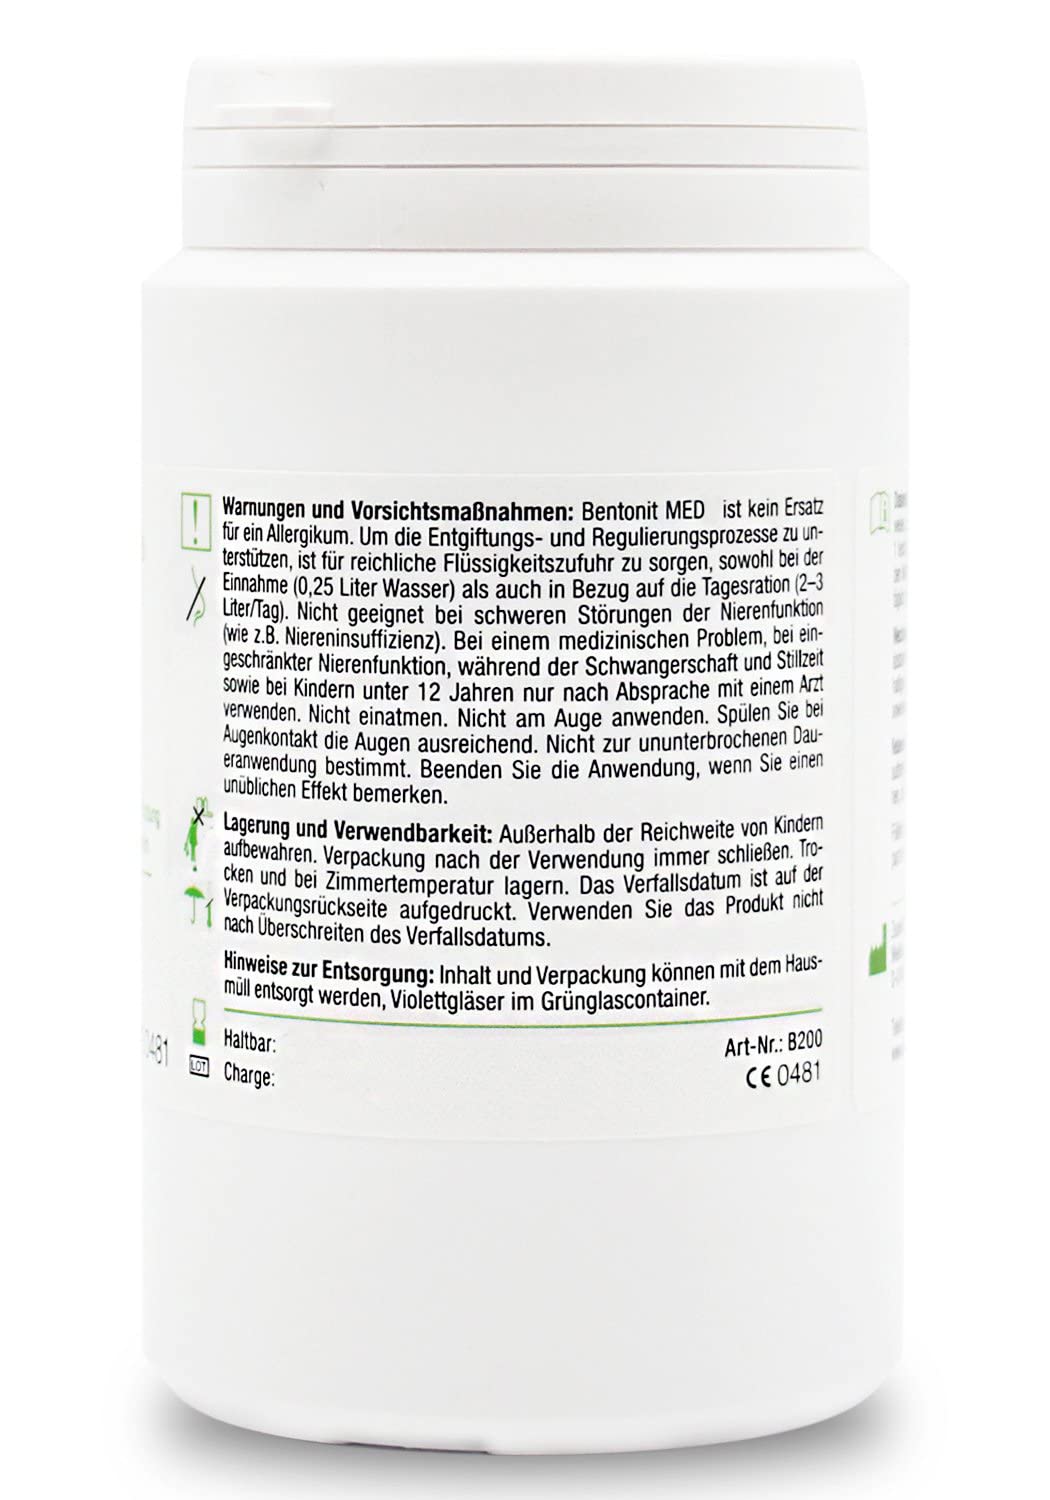 Warnungen und Vorsichtsmaßnahmen: Bentonit MED ist kein Ersatz
für ein Allergikum. Um die Entgiftungs- und Regulierungsprozesse zu un-
terstützen, ist für reichliche Flüssigkeitszufuhr zu sorgen, sowohl bei der
Einnahme (0,25 Liter Wasser) als auch in Bezug auf die Tagesration (2–3
Liter/Tag). Nicht geeignet bei schweren Störungen der Nierenfunktion
(wie z.B. Niereninsuffizienz). Bei einem medizinischen Problem, bei ein-
geschränkter Nierenfunktion, während der Schwangerschaft und Stillzeit
sowie bei Kindern unter 12 Jahren nur nach Absprache mit einem Arzt
verwenden. Nicht einatmen. Nicht am Auge anwenden. Spülen Sie bei
Augenkontakt die Augen ausreichend. Nicht zur ununterbrochenen Dau-
eranwendung bestimmt. Beenden Sie die Anwendung, wenn Sie einen
unüblichen Effekt bemerken.
Lagerung und Verwendbarkeit: Außerhalb der Reichweite von Kindern
aufbewahren. Verpackung nach der Verwendung immer schließen. Tro-
cken und bei Zimmertemperatur lagern. Das Verfallsdatum ist auf der
Verpackungsrückseite aufgedruckt. Verwenden Sie das Produkt nicht
nach Überschreiten des Verfallsdatums.
Hinweise zur Entsorgung: Inhalt und Verpackung können mit dem Haus-
müll entsorgt werden, Violettgläser im Grünglascontainer.
Haltbar:
Art-Nr.: B200
LOT
Charge:
CE 0481
0481